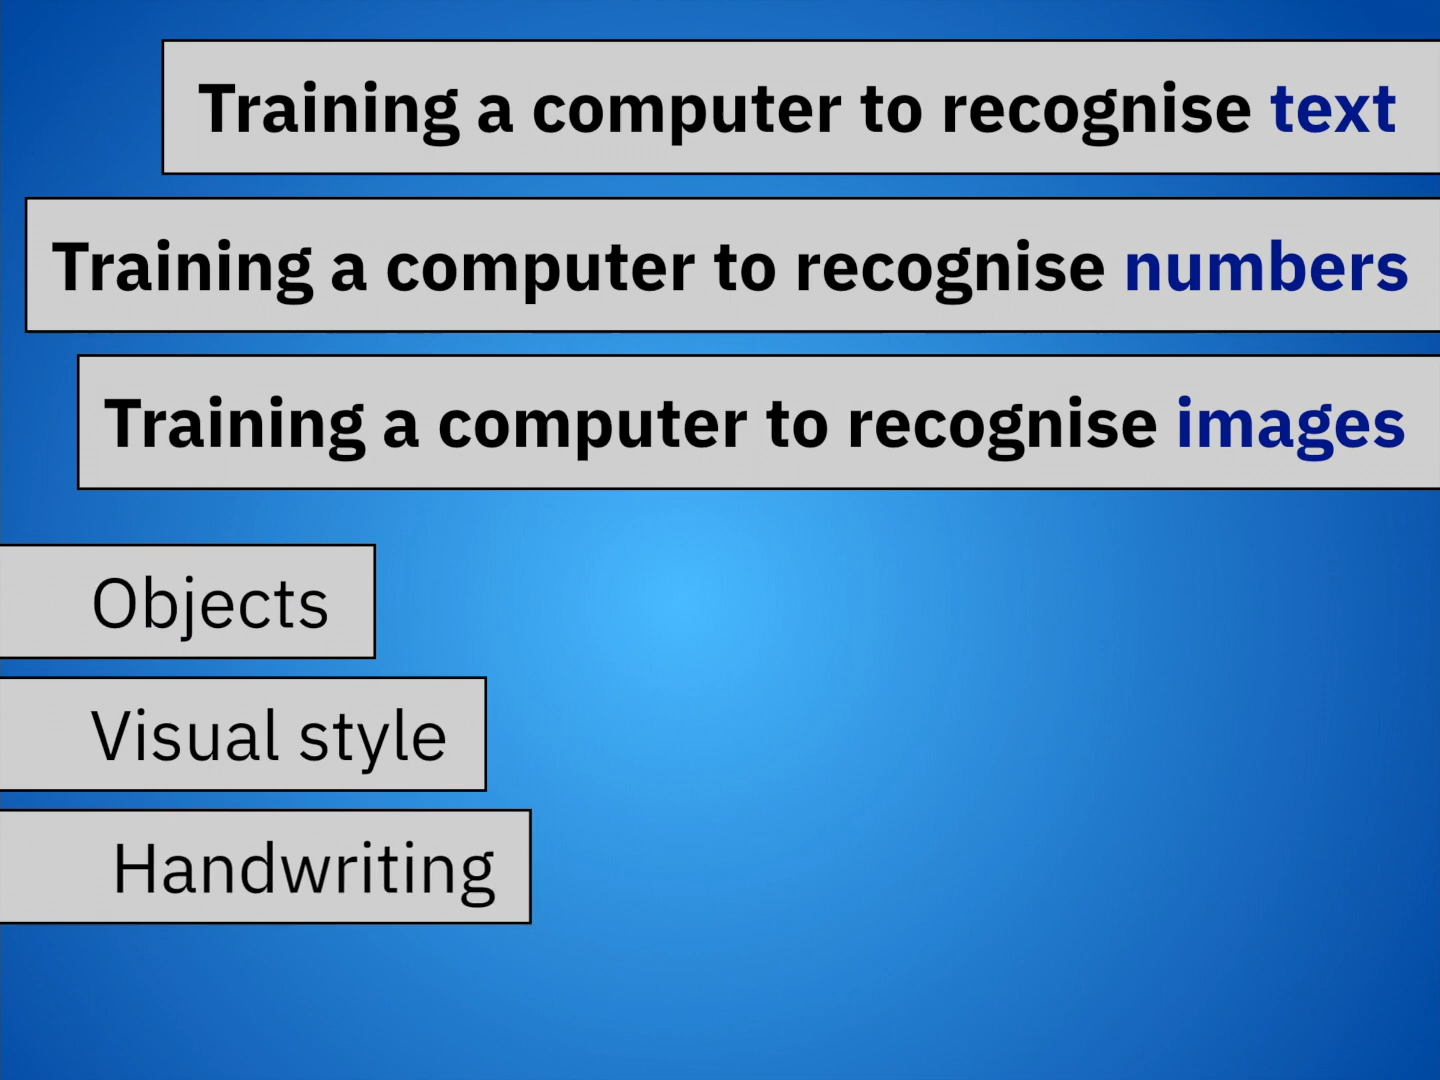 Training a computer to recognise text
Training a computer to recognise numbers
Training a computer to recognise images
Objects
Visual style
Handwriting